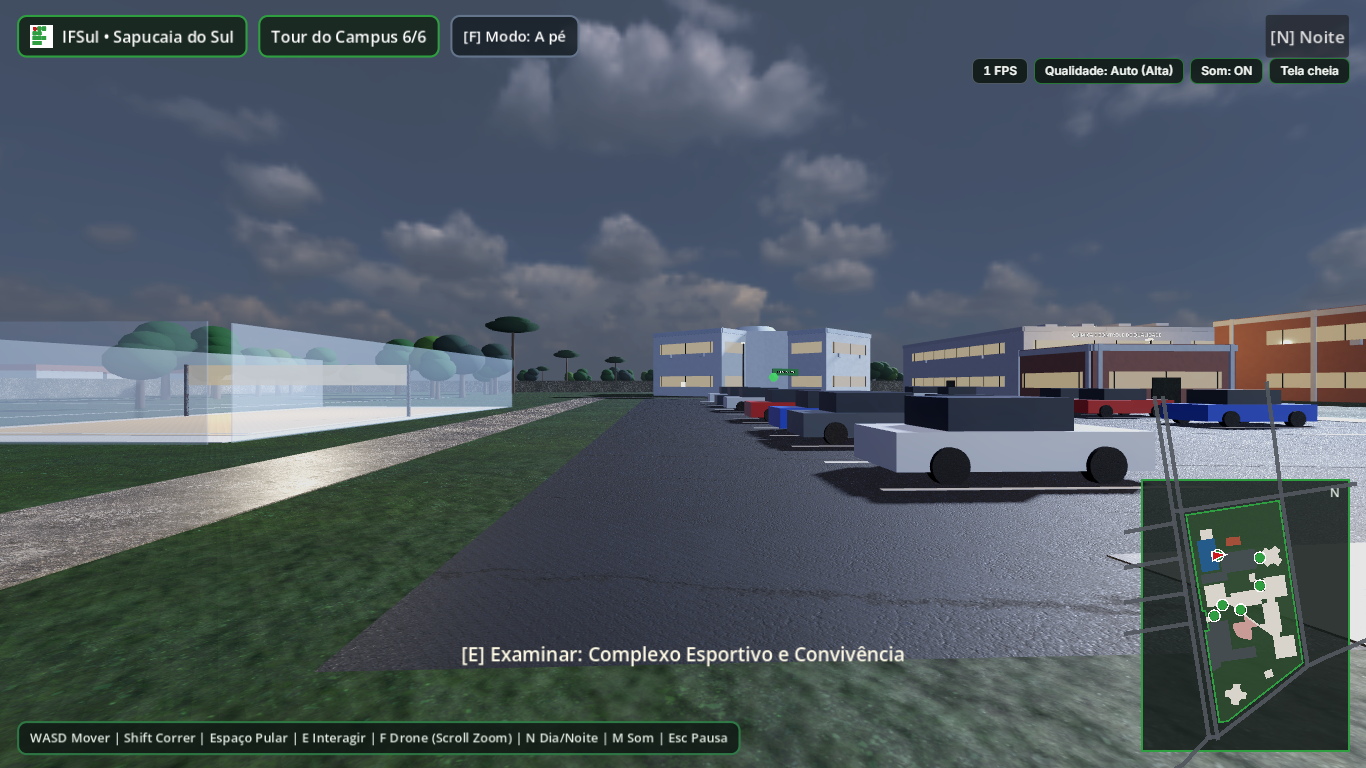 IFSul • Sapucaia do Sul
Tour do Campus 6/6
[F] Modo: A pé
[N] Noite
1 FPS
Qualidade: Auto (Alta)
Som: ON
Tela cheia
N
[E] Examinar: Complexo Esportivo e Convivência
WASD Mover | Shift Correr | Espaço Pular | E Interagir | F Drone (Scroll Zoom) | N Dia/Noite | M Som | Esc Pausa